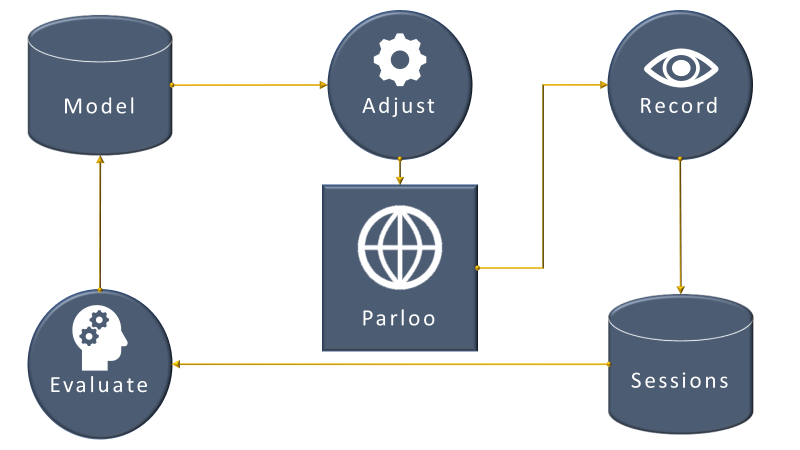 Model
Adjust
Record
Parloo
Sessions
Evaluate